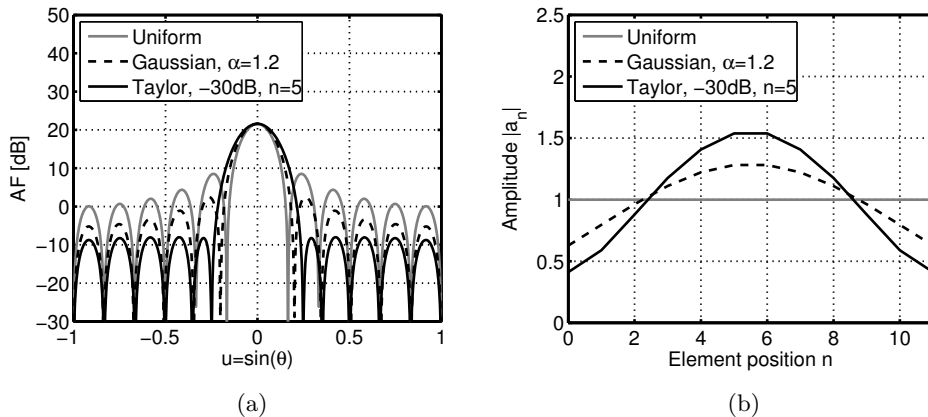 50
40
30
20
10
0
−10
−20
−30
AF [dB]
Uniform
Gaussian, α=1.2
Taylor, −30dB, n=5
−1
−0.5
0
0.5
1
u=sin(θ)
(a)
2.5
2
1.5
1
0.5
0
Amplitude |aₙ|
Uniform
Gaussian, α=1.2
Taylor, −30dB, n=5
0
2
4
6
8
10
Element position n
(b)